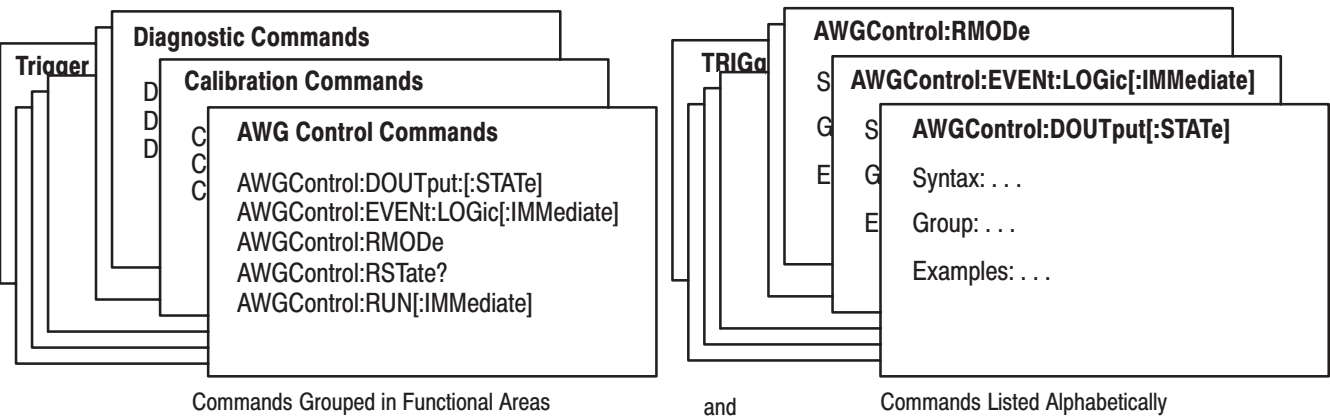 Trigger
Diagnostic Commands
D
D
D
Calibration Commands
C
C
C
AWG Control Commands
AWGControl:DOUTput:[:STATe]
AWGControl:EVENt:LOGic[:IMMediate]
AWGControl:RMODe
AWGControl:RSTate?
AWGControl:RUN[:IMMediate]
Commands Grouped in Functional Areas
and
TRIGg
AWGControl:RMODe
S
G
E
AWGControl:EVENt:LOGic[:IMMediate]
S
G
E
AWGControl:DOUTput[:STATe]
Syntax: . . .
Group: . . .
Examples: . . .
Commands Listed Alphabetically